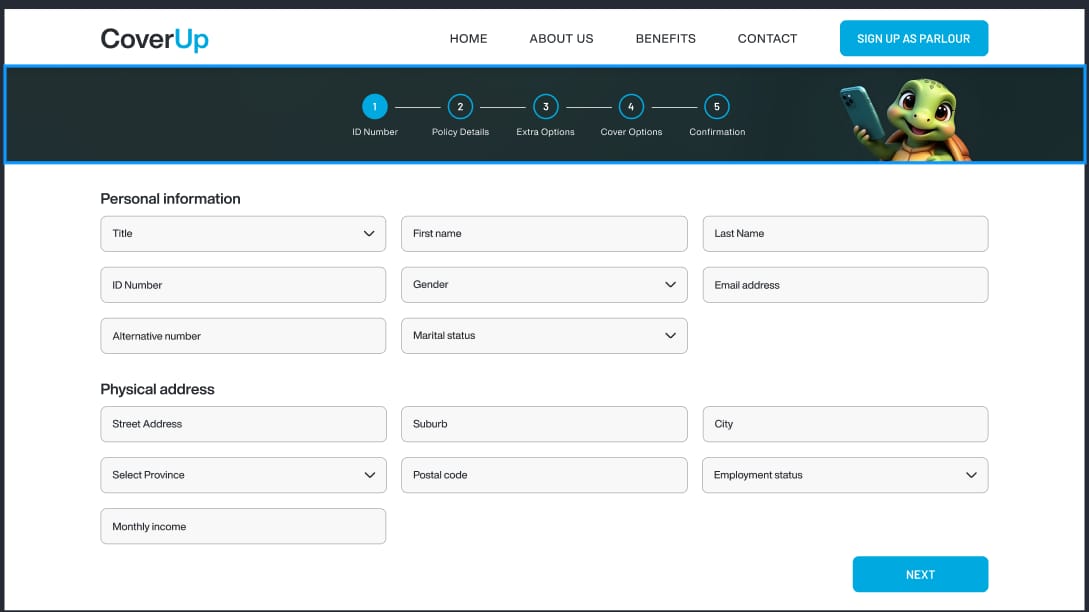 CoverUp
HOME ABOUT US BENEFITS CONTACT SIGN UP AS PARLOUR
1 2 3 4 5
ID Number Policy Details Extra Options Cover Options Confirmation
Personal information
Title First name Last Name
ID Number Gender Email address
Alternative number Marital status
Physical address
Street Address Suburb City
Select Province Postal code Employment status
Monthly income
NEXT